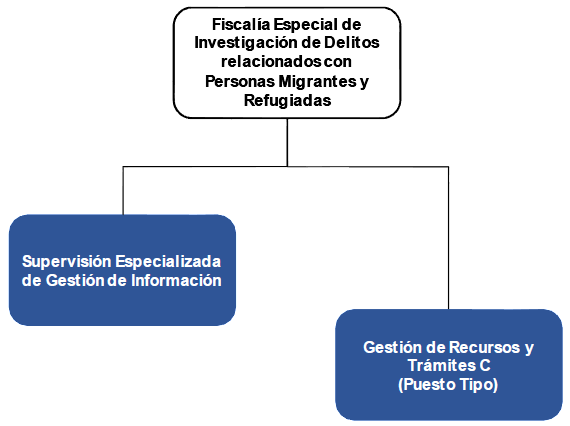 Fiscalía Especial de
Investigación de Delitos
relacionados con
Personas Migrantes y
Refugiadas
Supervisión Especializada
de Gestión de Información
Gestión de Recursos y
Trámites C
(Puesto Tipo)